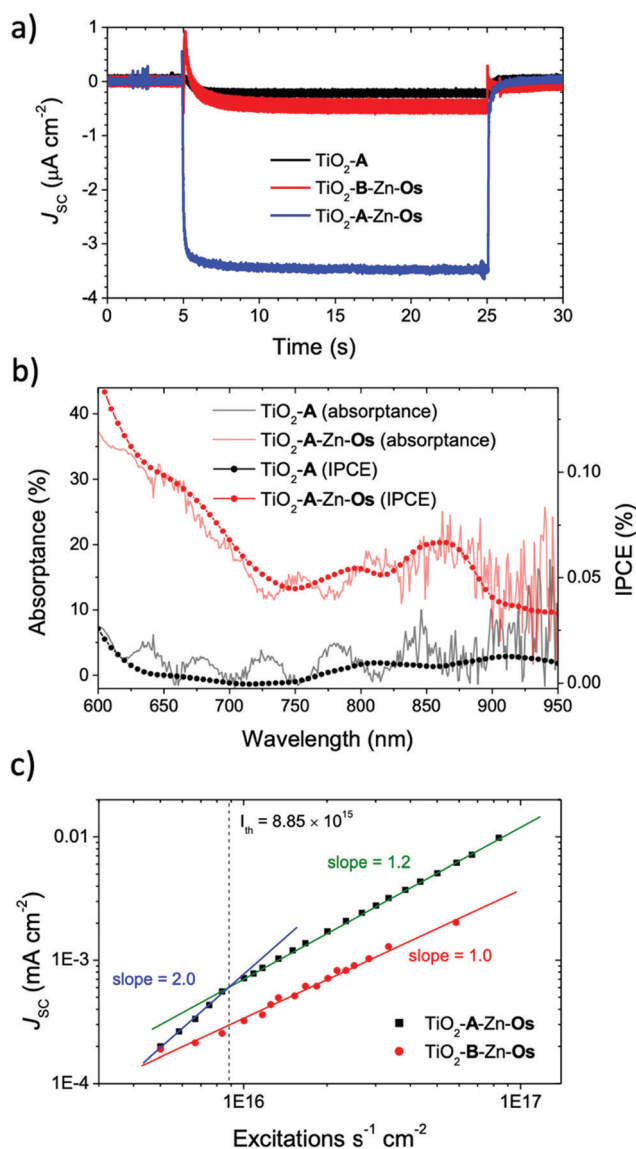 a)
1
0
-1
-2
-3
-4
J_SC (μA cm⁻²)
TiO₂-A
TiO₂-B-Zn-Os
TiO₂-A-Zn-Os
0 5 10 15 20 25 30
Time (s)
b)
40
30
20
10
0
Absorptance (%)
TiO₂-A (absorptance)
TiO₂-A-Zn-Os (absorptance)
TiO₂-A (IPCE)
TiO₂-A-Zn-Os (IPCE)
0.10
0.05
0.00
IPCE (%)
600 650 700 750 800 850 900 950
Wavelength (nm)
c)
0.01
1E-3
1E-4
J_SC (mA cm⁻²)
I_th = 8.85 × 10¹⁵
slope = 1.2
slope = 2.0
slope = 1.0
TiO₂-A-Zn-Os
TiO₂-B-Zn-Os
1E16 1E17
Excitations s⁻¹ cm⁻²